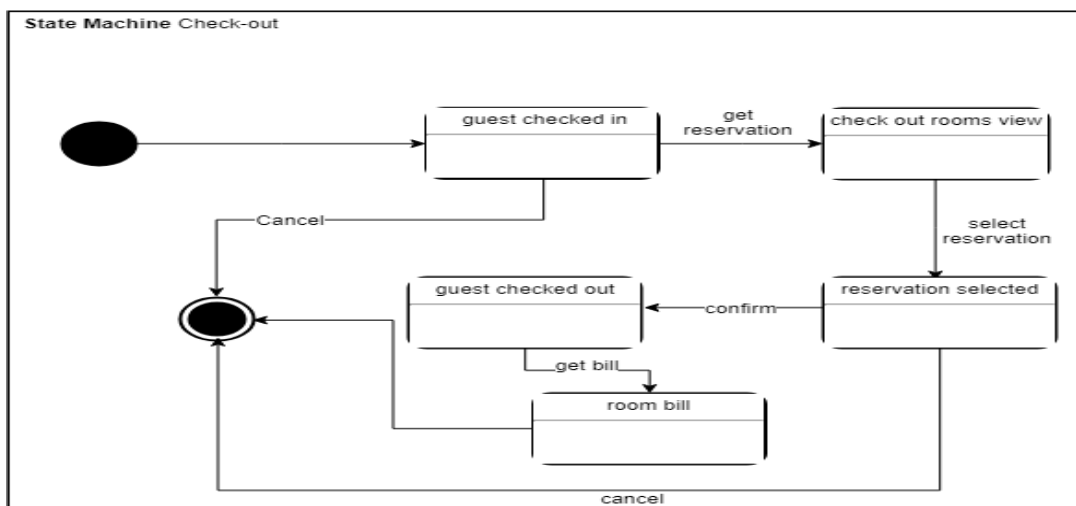 State Machine Check-out
guest checked in
get
reservation
check out rooms view
Cancel
select
reservation
guest checked out
confirm
reservation selected
get bill
room bill
cancel